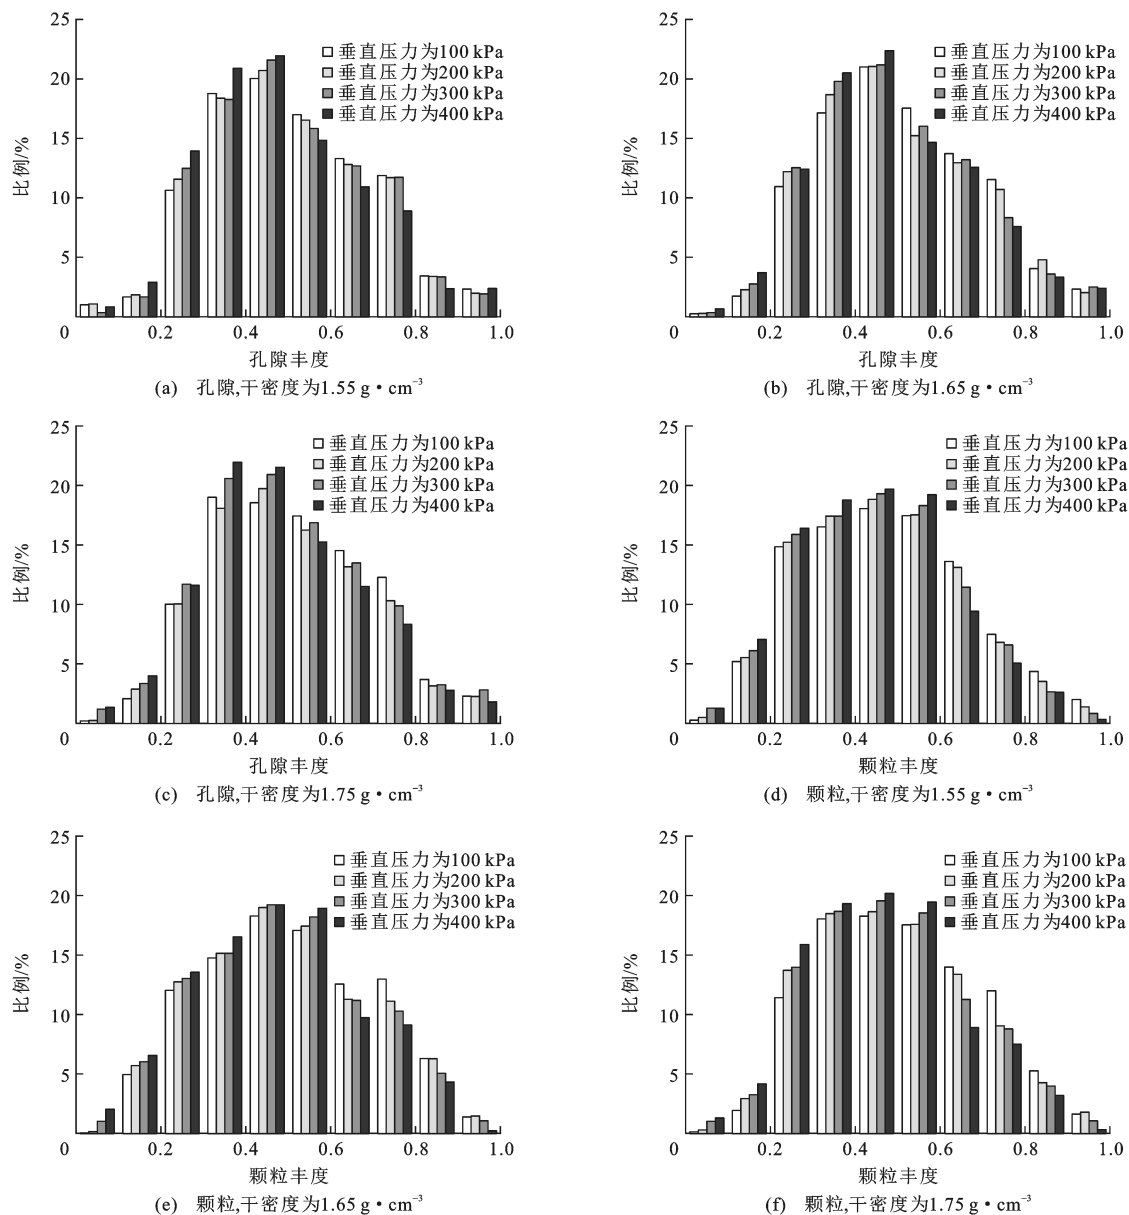 25
20
15
10
5
0
比例/%
垂直压力为100 kPa
垂直压力为200 kPa
垂直压力为300 kPa
垂直压力为400 kPa
0.2 0.4 0.6 0.8 1.0
孔隙丰度
(a) 孔隙,干密度为1.55 g·cm⁻³
25
20
15
10
5
0
比例/%
垂直压力为100 kPa
垂直压力为200 kPa
垂直压力为300 kPa
垂直压力为400 kPa
0.2 0.4 0.6 0.8 1.0
孔隙丰度
(b) 孔隙,干密度为1.65 g·cm⁻³
25
20
15
10
5
0
比例/%
垂直压力为100 kPa
垂直压力为200 kPa
垂直压力为300 kPa
垂直压力为400 kPa
0.2 0.4 0.6 0.8 1.0
孔隙丰度
(c) 孔隙,干密度为1.75 g·cm⁻³
25
20
15
10
5
0
比例/%
垂直压力为100 kPa
垂直压力为200 kPa
垂直压力为300 kPa
垂直压力为400 kPa
0.2 0.4 0.6 0.8 1.0
颗粒丰度
(d) 颗粒,干密度为1.55 g·cm⁻³
25
20
15
10
5
0
比例/%
垂直压力为100 kPa
垂直压力为200 kPa
垂直压力为300 kPa
垂直压力为400 kPa
0.2 0.4 0.6 0.8 1.0
颗粒丰度
(e) 颗粒,干密度为1.65 g·cm⁻³
25
20
15
10
5
0
比例/%
垂直压力为100 kPa
垂直压力为200 kPa
垂直压力为300 kPa
垂直压力为400 kPa
0.2 0.4 0.6 0.8 1.0
颗粒丰度
(f) 颗粒,干密度为1.75 g·cm⁻³